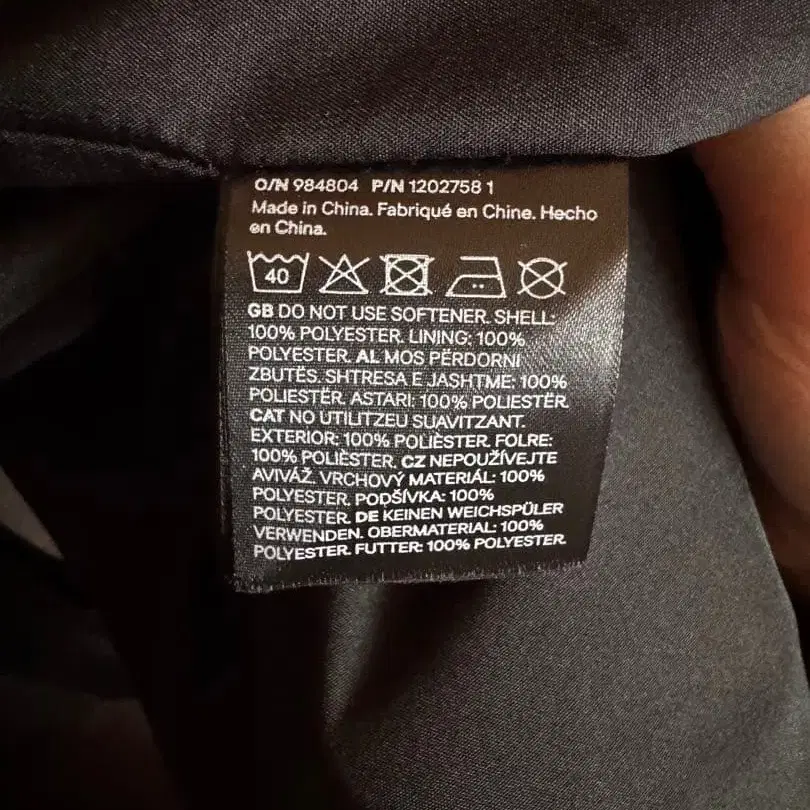 O/N 984804 P/N 1202758 1
Made in China. Fabriqué en Chine. Hecho
en China.
40
GB DO NOT USE SOFTENER. SHELL:
100% POLYESTER. LINING: 100%
POLYESTER. AL MOS PËRDORNI
ZBUTËS. SHTRESA E JASHTME: 100%
POLIESTËR. ASTARI: 100% POLIESTËR.
CAT NO UTILITZEU SUAVITZANT.
EXTERIOR: 100% POLIÈSTER. FOLRE:
100% POLIÈSTER. CZ NEPOUŽÍVEJTE
AVIVÁŽ. VRCHOVÝ MATERIÁL: 100%
POLYESTER. PODŠÍVKA: 100%
POLYESTER. DE KEINEN WEICHSPÜLER
VERWENDEN. OBERMATERIAL: 100%
POLYESTER. FUTTER: 100% POLYESTER.